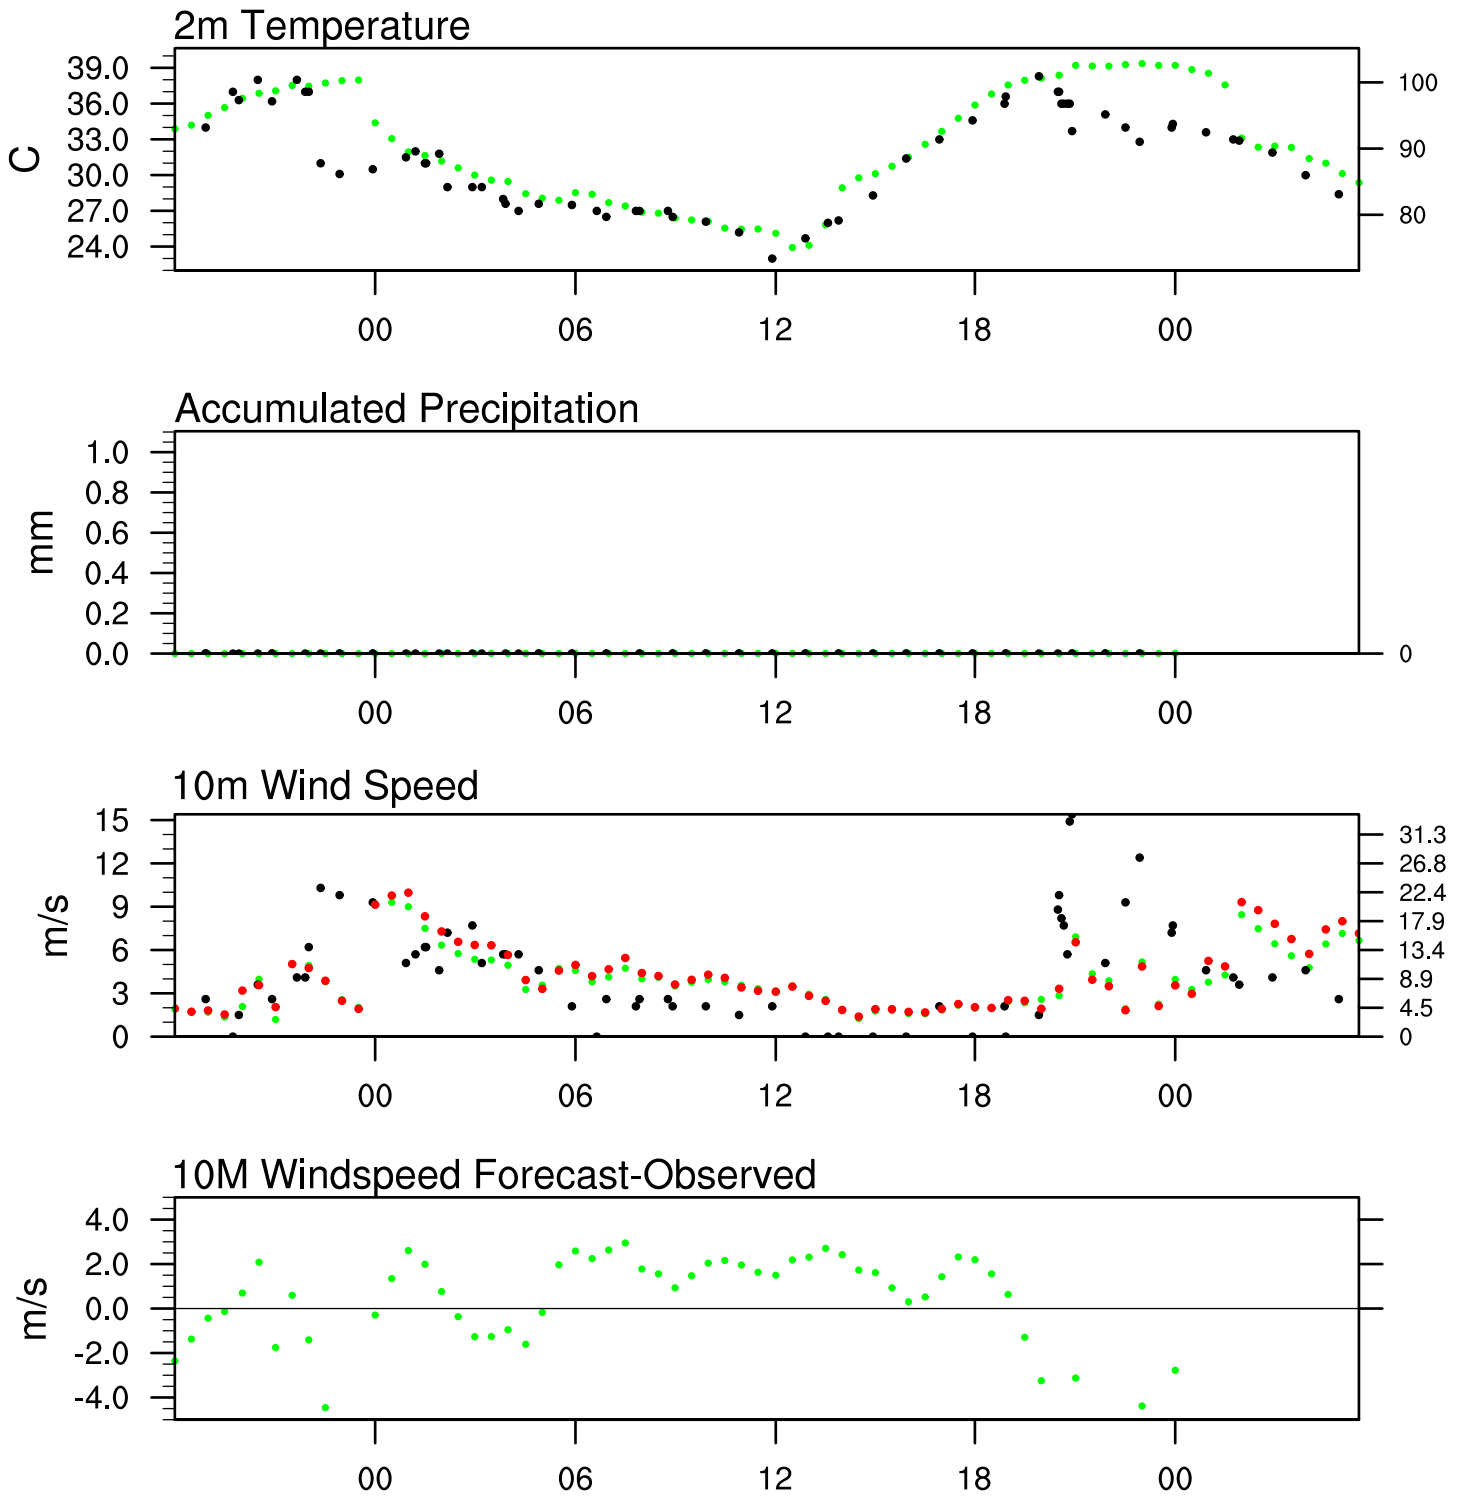 2m Temperature
39.0
36.0
33.0
30.0
27.0
24.0
C
100
90
80
00 06 12 18 00
Accumulated Precipitation
1.0
0.8
0.6
0.4
0.2
0.0
mm
0
00 06 12 18 00
10m Wind Speed
15
12
9
6
3
0
m/s
31.3
26.8
22.4
17.9
13.4
8.9
4.5
0
00 06 12 18 00
10M Windspeed Forecast-Observed
4.0
2.0
0.0
-2.0
-4.0
m/s
00 06 12 18 00